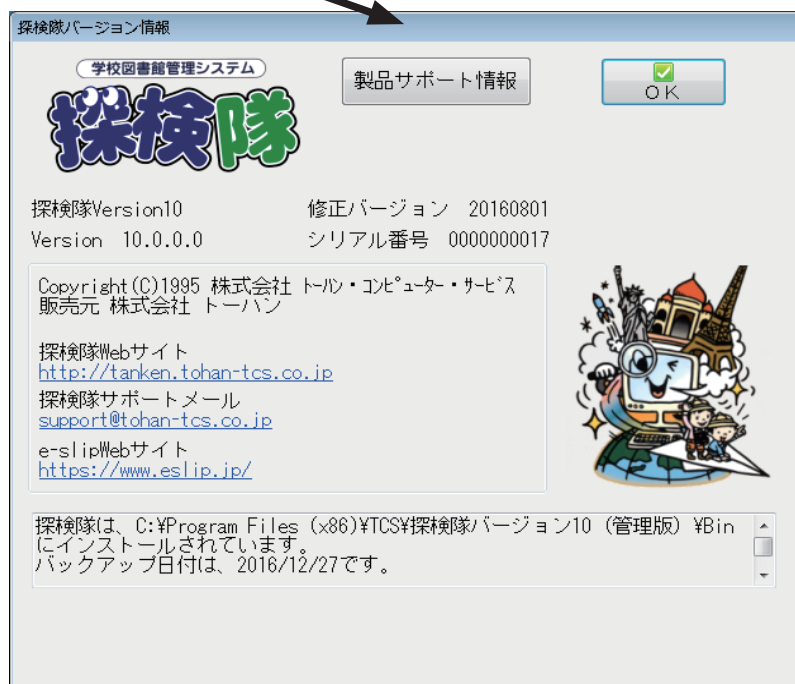 探検隊バージョン情報
学校図書館管理システム
探検隊
製品サポート情報
OK
探検隊Version10
修正バージョン 20160801
Version 10.0.0.0
シリアル番号 0000000017
Copyright(C)1995 株式会社 ﾄｰﾊﾝ・ｺﾝﾋﾟｭｰﾀｰ・ｻｰﾋﾞｽ
販売元 株式会社 トーハン
探検隊Webサイト
http://tanken.tohan-tcs.co.jp
探検隊サポートメール
support@tohan-tcs.co.jp
e-slipWebサイト
https://www.eslip.jp/
探検隊は、C:¥Program Files (x86)¥TCS¥探検隊バージョン10（管理版）¥Bin
にインストールされています。
バックアップ日付は、2016/12/27です。